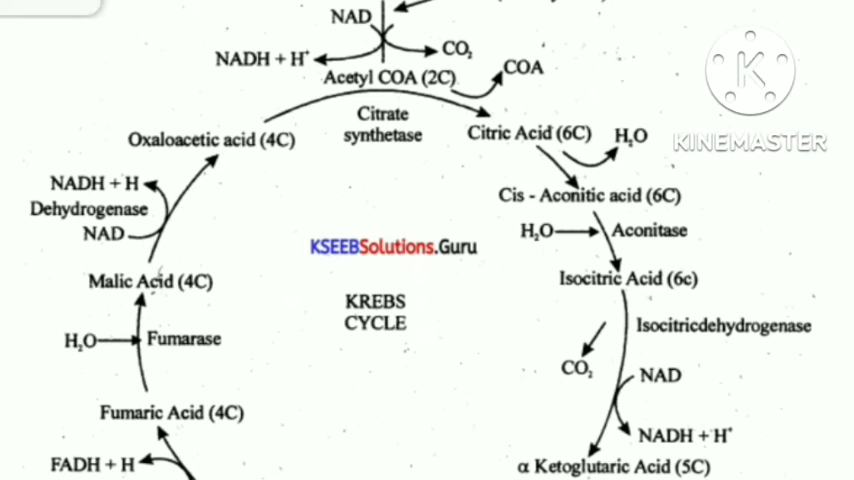 NAD
CO₂
NADH + H⁺
Acetyl COA (2C)
COA
Citrate
synthetase
Oxaloacetic acid (4C)
Citric Acid (6C)
H₂O
KINEMASTER
NADH + H
Dehydrogenase
NAD
Cis - Aconitic acid (6C)
H₂O
Aconitase
KSEEBSolutions.Guru
Malic Acid (4C)
Isocitric Acid (6c)
KREBS
CYCLE
Isocitricdehydrogenase
H₂O
Fumarase
CO₂
NAD
Fumaric Acid (4C)
NADH + H⁺
FADH + H
α Ketoglutaric Acid (5C)